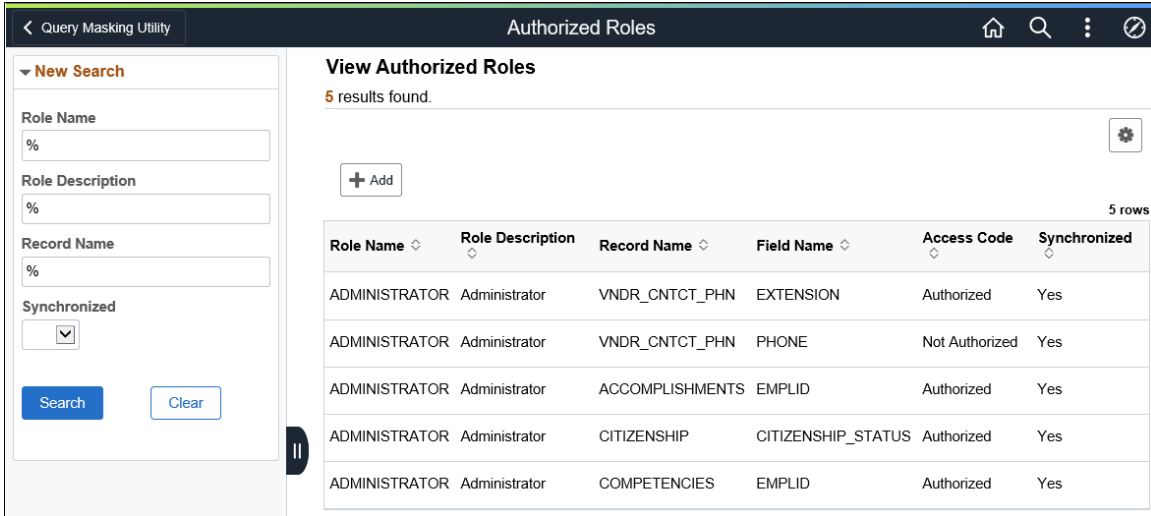 Query Masking Utility
Authorized Roles
New Search
Role Name
%
Role Description
%
Record Name
%
Synchronized
Search Clear
View Authorized Roles
5 results found.
Add
5 rows
Role Name Role Description Record Name Field Name Access Code Synchronized
ADMINISTRATOR Administrator VNDR_CNTCT_PHN EXTENSION Authorized Yes
ADMINISTRATOR Administrator VNDR_CNTCT_PHN PHONE Not Authorized Yes
ADMINISTRATOR Administrator ACCOMPLISHMENTS EMPLID Authorized Yes
ADMINISTRATOR Administrator CITIZENSHIP CITIZENSHIP_STATUS Authorized Yes
ADMINISTRATOR Administrator COMPETENCIES EMPLID Authorized Yes